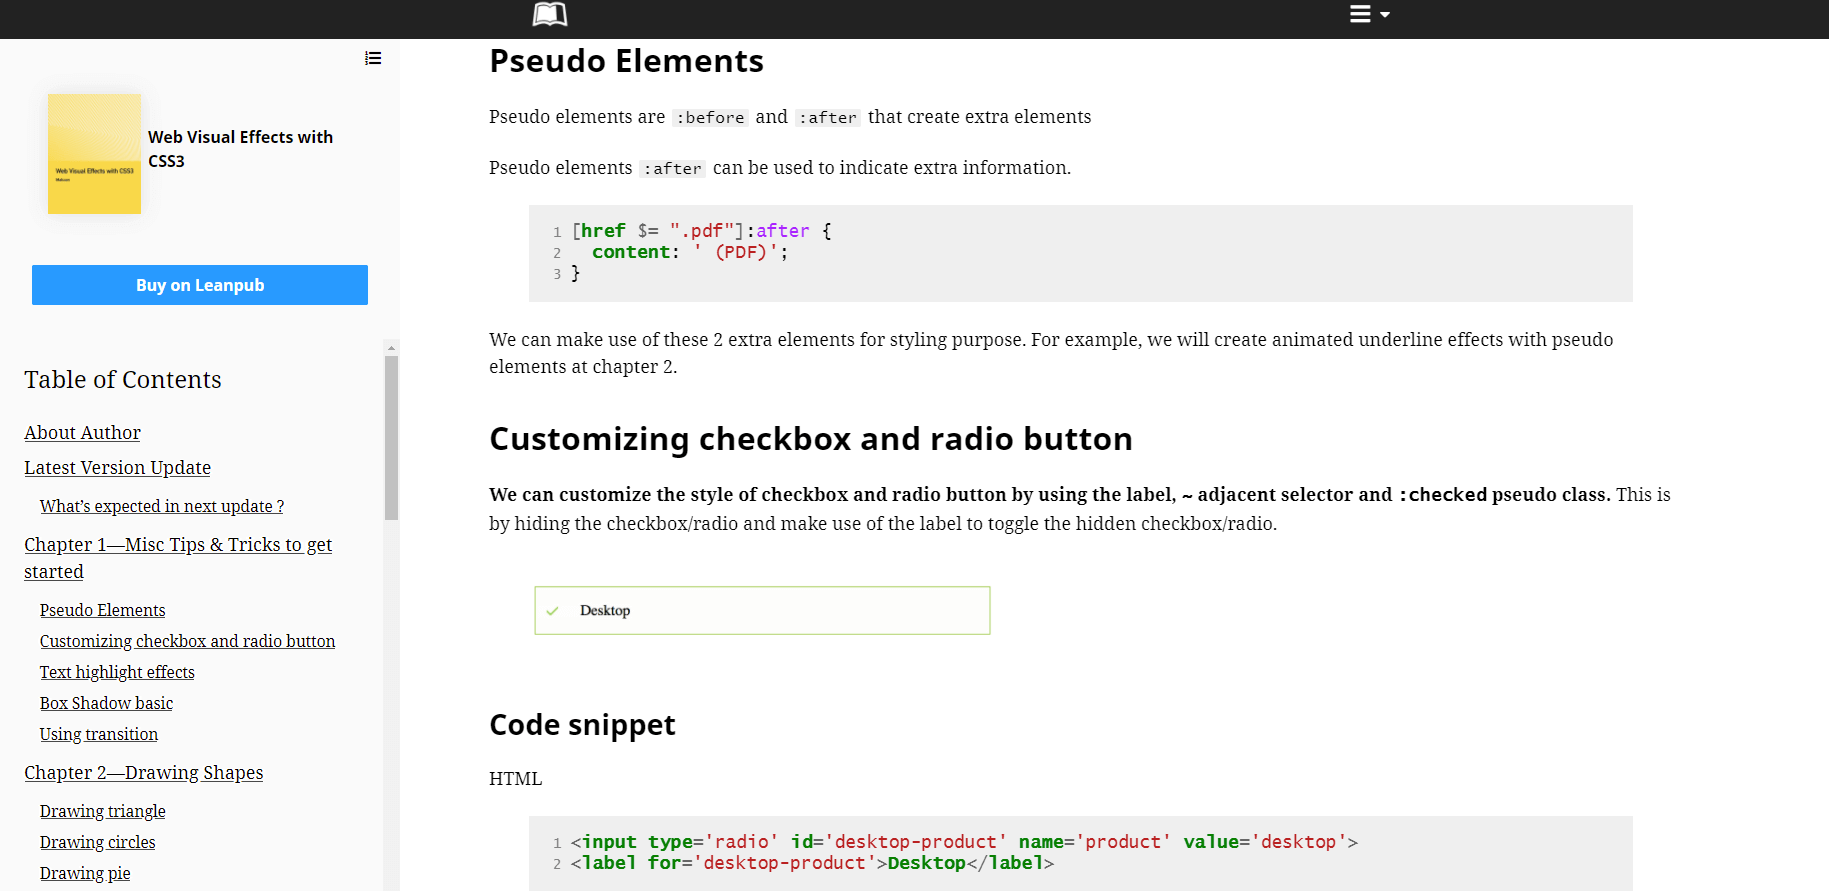 Web Visual Effects with CSS3
Web Visual Effects with
CSS3
Buy on Leanpub
Table of Contents
About Author
Latest Version Update
What’s expected in next update ?
Chapter 1—Misc Tips & Tricks to get
started
Pseudo Elements
Customizing checkbox and radio button
Text highlight effects
Box Shadow basic
Using transition
Chapter 2—Drawing Shapes
Drawing triangle
Drawing circles
Drawing pie
Pseudo Elements
Pseudo elements are :before and :after that create extra elements
Pseudo elements :after can be used to indicate extra information.
1 [href $= ".pdf"]:after {
2   content: ' (PDF)';
3 }
We can make use of these 2 extra elements for styling purpose. For example, we will create animated underline effects with pseudo
elements at chapter 2.
Customizing checkbox and radio button
We can customize the style of checkbox and radio button by using the label, ~ adjacent selector and :checked pseudo class. This is
by hiding the checkbox/radio and make use of the label to toggle the hidden checkbox/radio.
Desktop
Code snippet
HTML
1 <input type='radio' id='desktop-product' name='product' value='desktop'>
2 <label for='desktop-product'>Desktop</label>